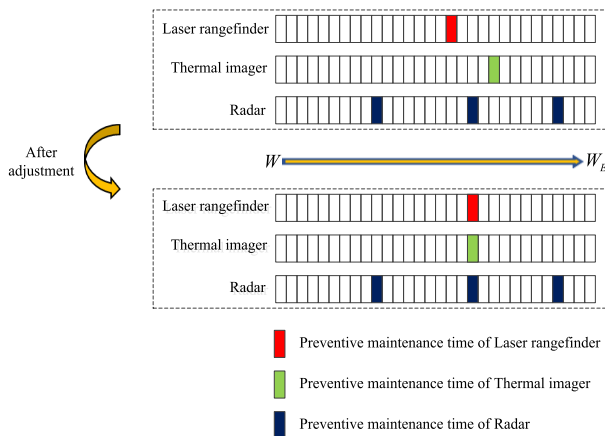 Laser rangefinder
Thermal imager
Radar
After
adjustment
W
W_E
Laser rangefinder
Thermal imager
Radar
Preventive maintenance time of Laser rangefinder
Preventive maintenance time of Thermal imager
Preventive maintenance time of Radar